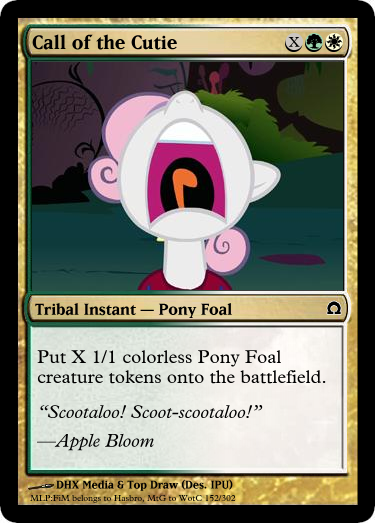 Call of the Cutie X
Tribal Instant — Pony Foal Ω
Put X 1/1 colorless Pony Foal
creature tokens onto the battlefield.
“Scootaloo! Scoot-scootaloo!”
—Apple Bloom
DHX Media & Top Draw (Des. IPU)
MLP:FiM belongs to Hasbro, MtG to WotC 152/302